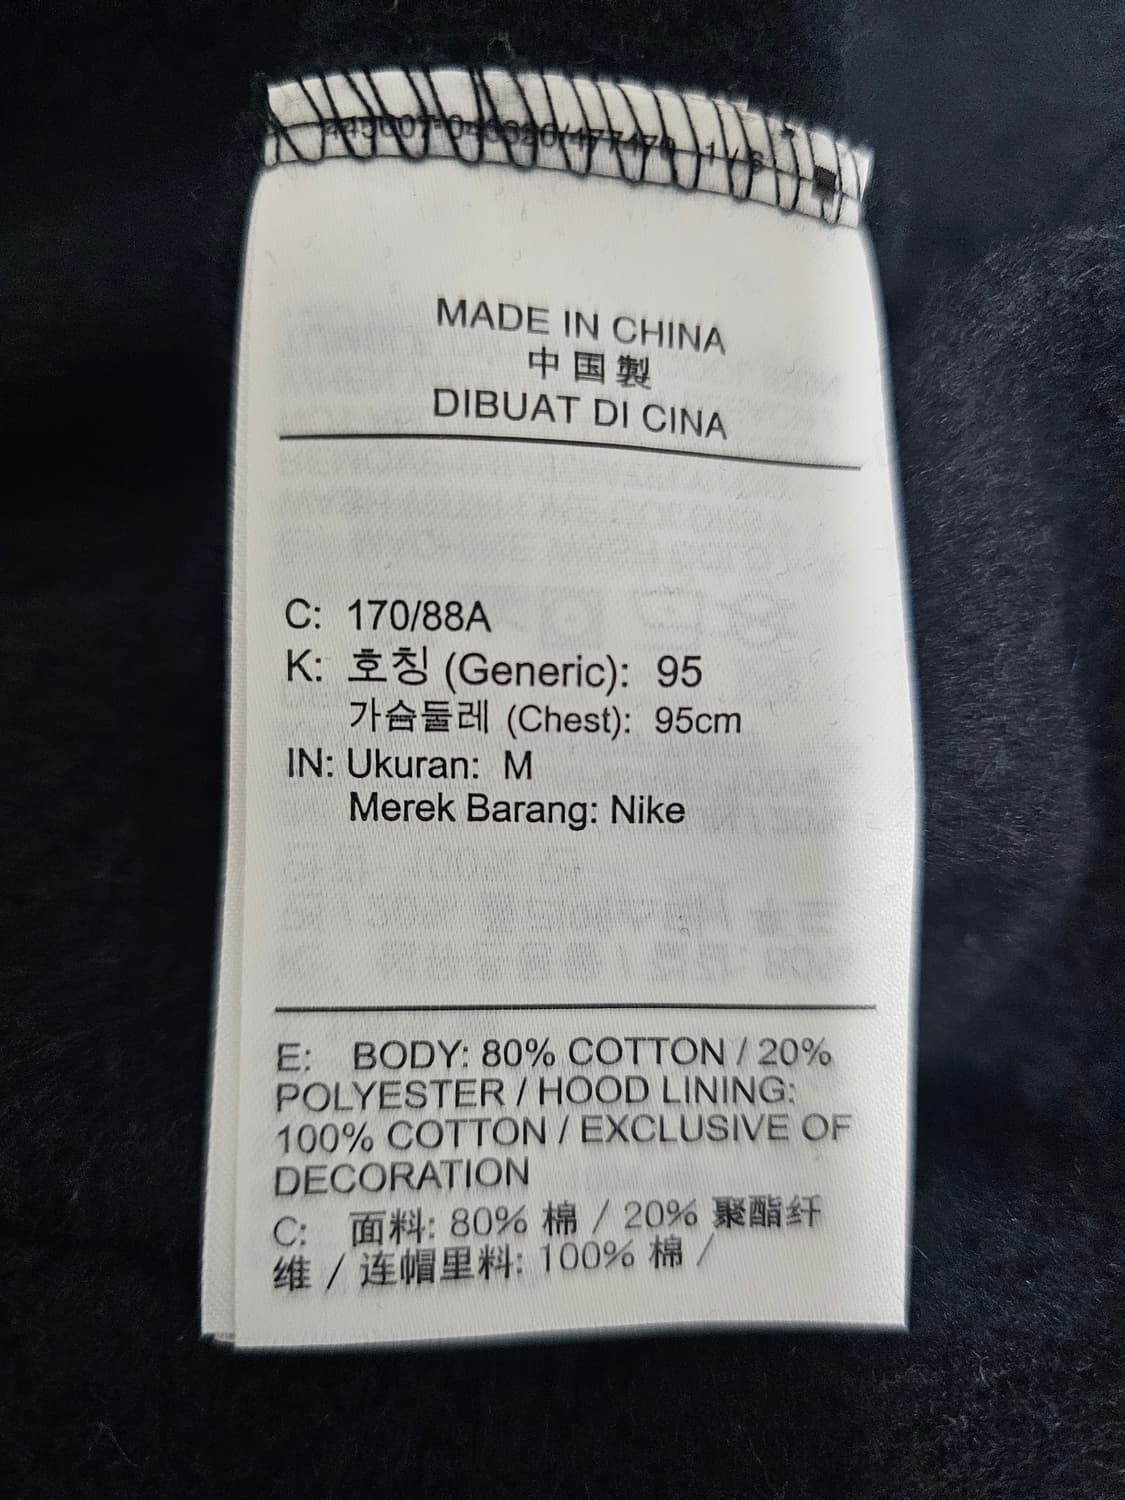 MADE IN CHINA
中国製
DIBUAT DI CINA
C: 170/88A
K: 호칭 (Generic): 95
가슴둘레 (Chest): 95cm
IN: Ukuran: M
Merek Barang: Nike
E: BODY: 80% COTTON / 20%
POLYESTER / HOOD LINING:
100% COTTON / EXCLUSIVE OF
DECORATION
C: 面料: 80% 棉 / 20% 聚酯纤
维 / 连帽里料: 100% 棉 /